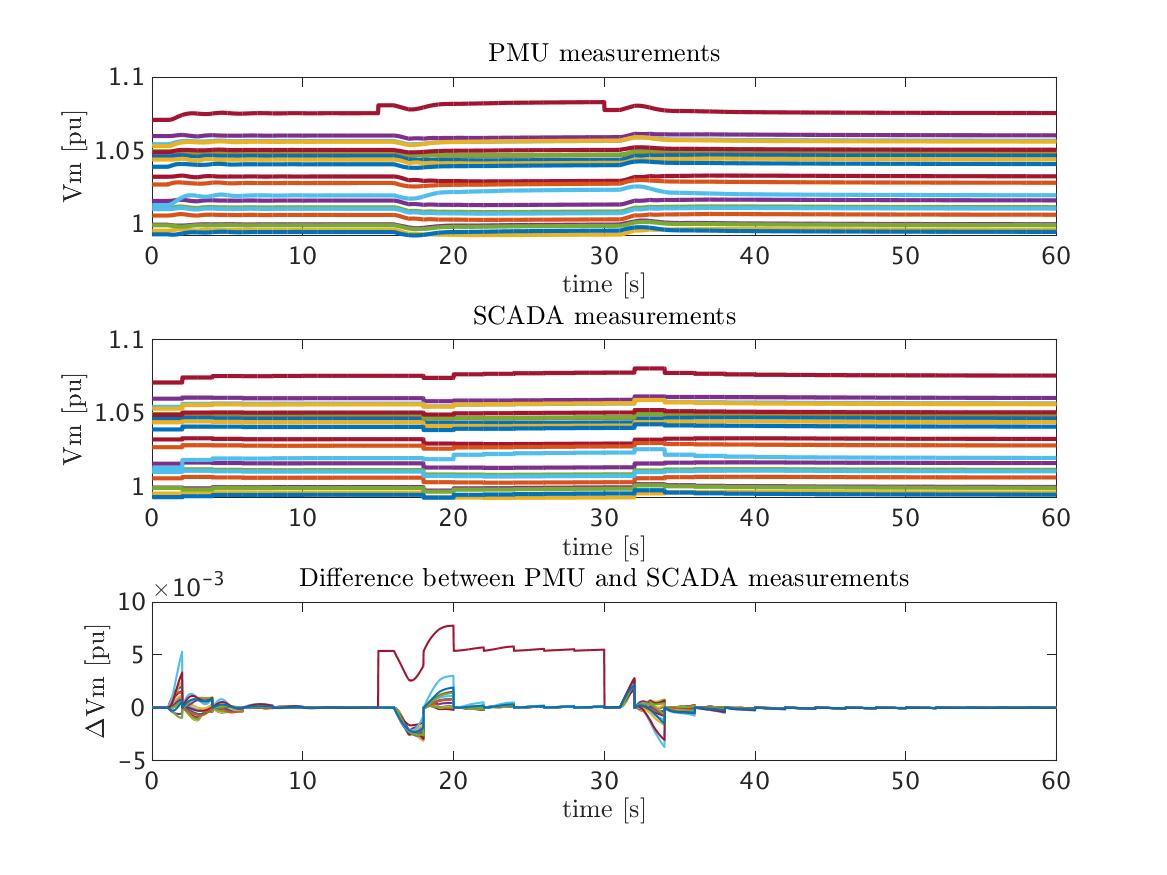 PMU measurements
1.1
1.05
1
Vm [pu]
0 10 20 30 40 50 60
time [s]
SCADA measurements
1.1
1.05
1
Vm [pu]
0 10 20 30 40 50 60
time [s]
×10⁻³ Difference between PMU and SCADA measurements
10
5
0
-5
ΔVm [pu]
0 10 20 30 40 50 60
time [s]